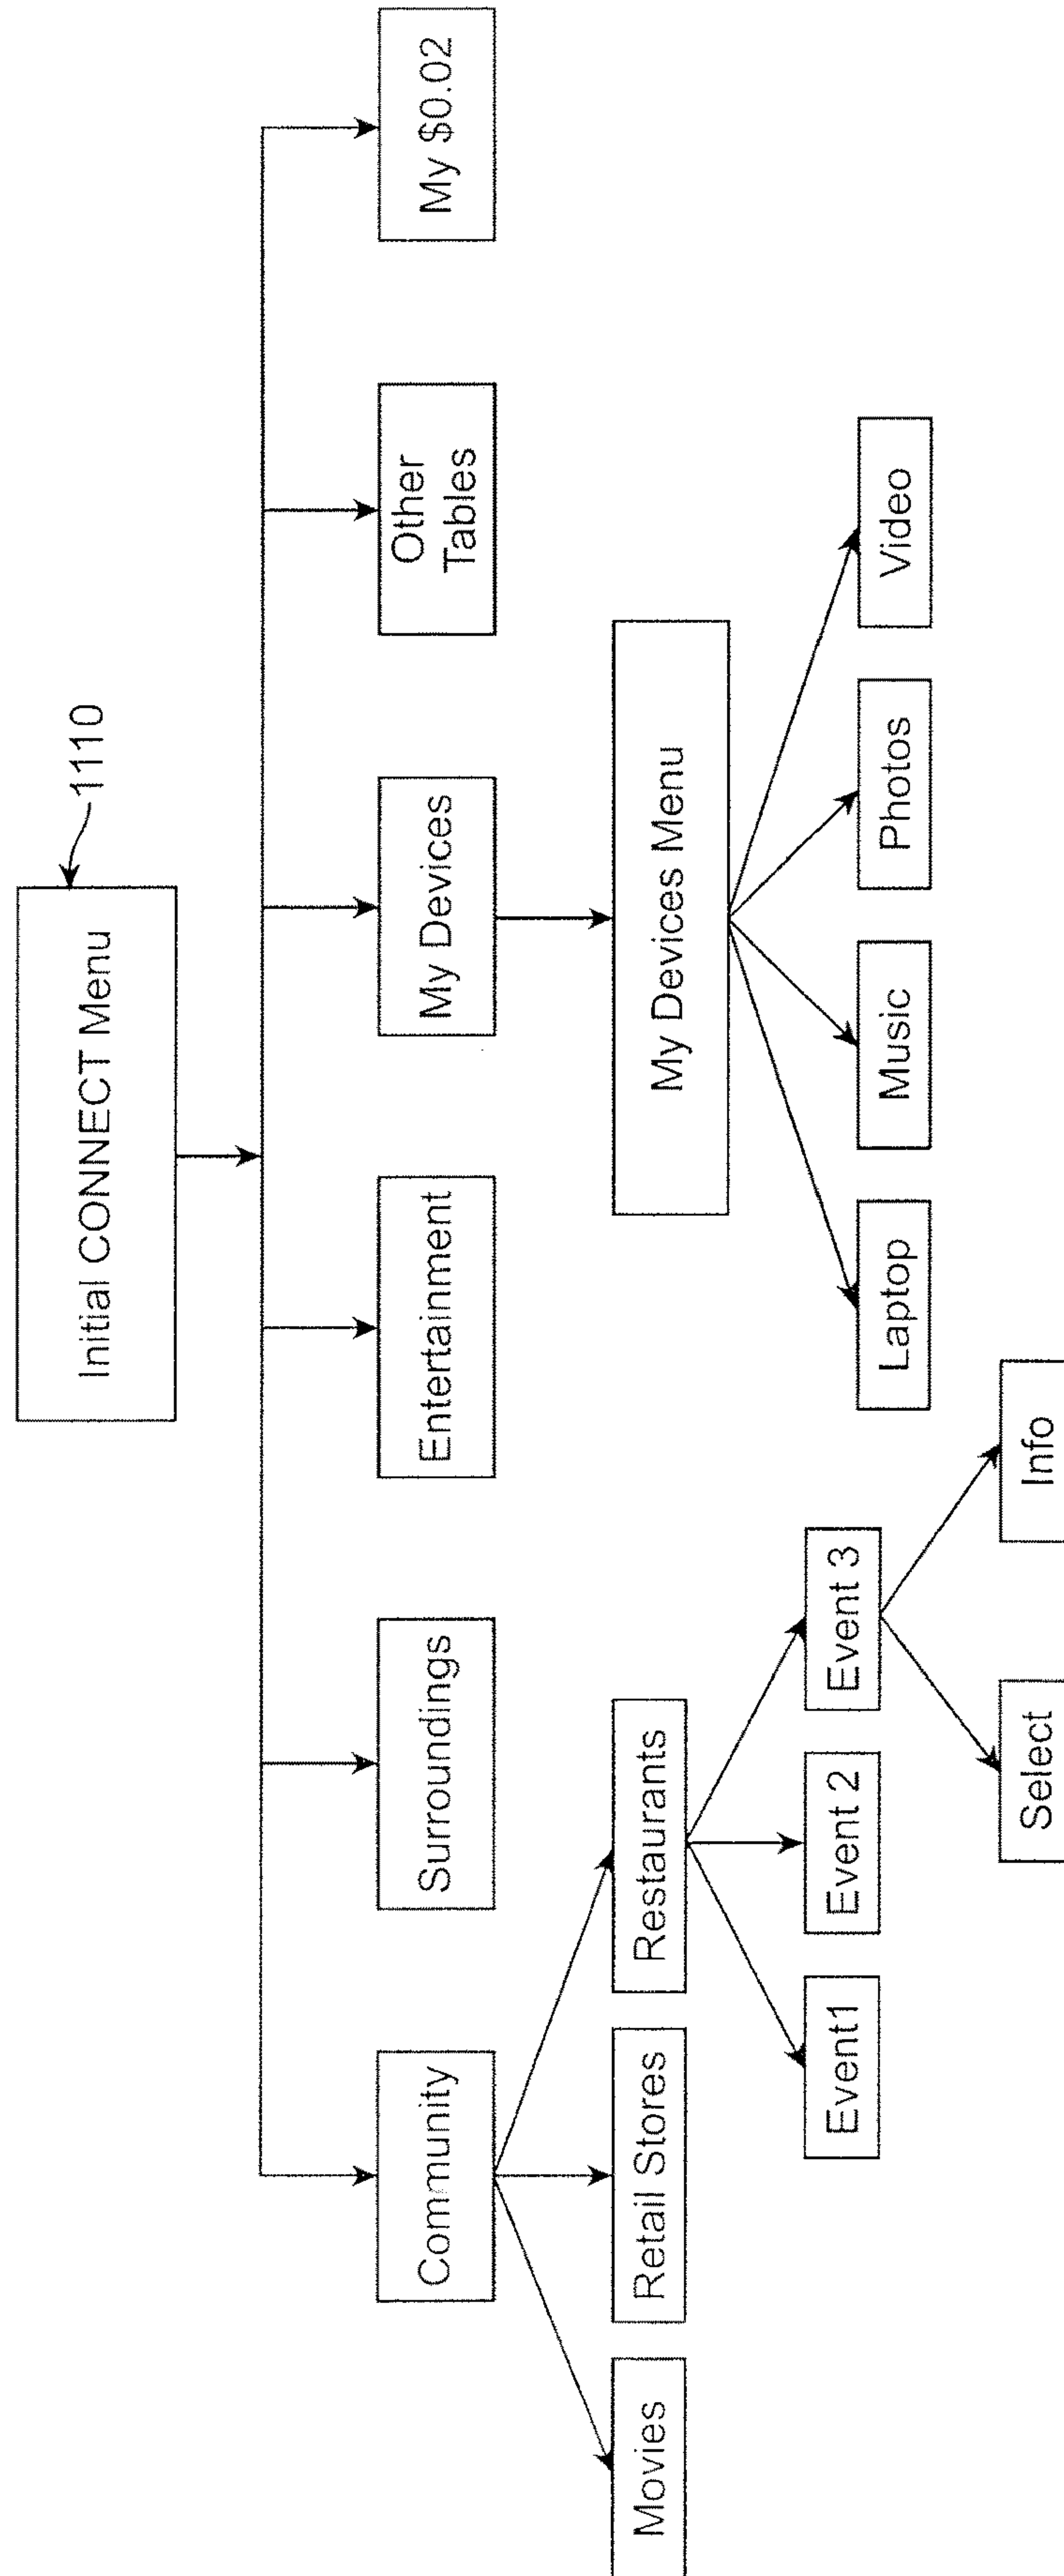 Initial CONNECT Menu
1110
Community
Surroundings
Entertainment
My Devices
Other
Tables
My $0.02
Movies
Retail Stores
Restaurants
My Devices Menu
Event1
Event 2
Event 3
Laptop
Music
Photos
Video
Select
Info